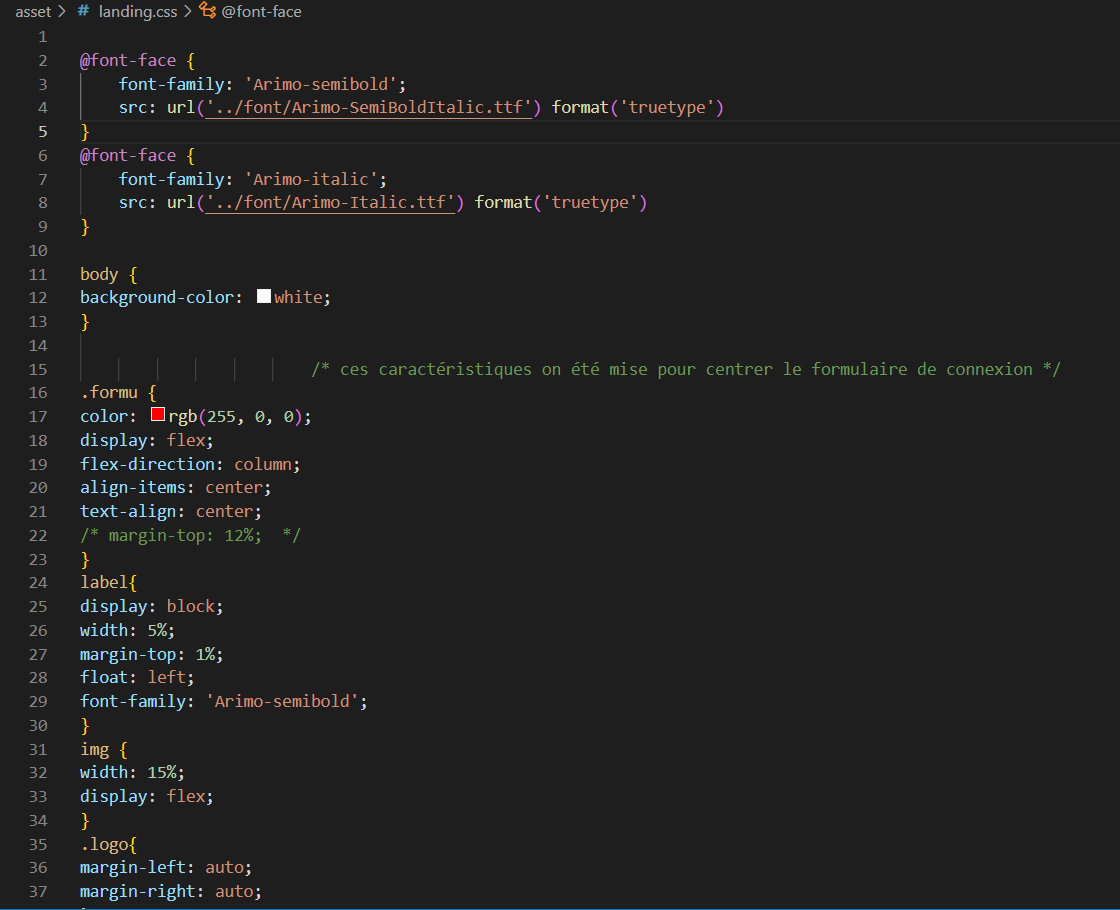 asset > # landing.css > @font-face
1
2 @font-face {
3 font-family: 'Arimo-semibold';
4 src: url('../font/Arimo-SemiBoldItalic.ttf') format('truetype')
5 }
6 @font-face {
7 font-family: 'Arimo-italic';
8 src: url('../font/Arimo-Italic.ttf') format('truetype')
9 }
10
11 body {
12 background-color: white;
13 }
14
15 /* ces caractéristiques on été mise pour centrer le formulaire de connexion */
16 .formu {
17 color: rgb(255, 0, 0);
18 display: flex;
19 flex-direction: column;
20 align-items: center;
21 text-align: center;
22 /* margin-top: 12%;  */
23 }
24 label{
25 display: block;
26 width: 5%;
27 margin-top: 1%;
28 float: left;
29 font-family: 'Arimo-semibold';
30 }
31 img {
32 width: 15%;
33 display: flex;
34 }
35 .logo{
36 margin-left: auto;
37 margin-right: auto;